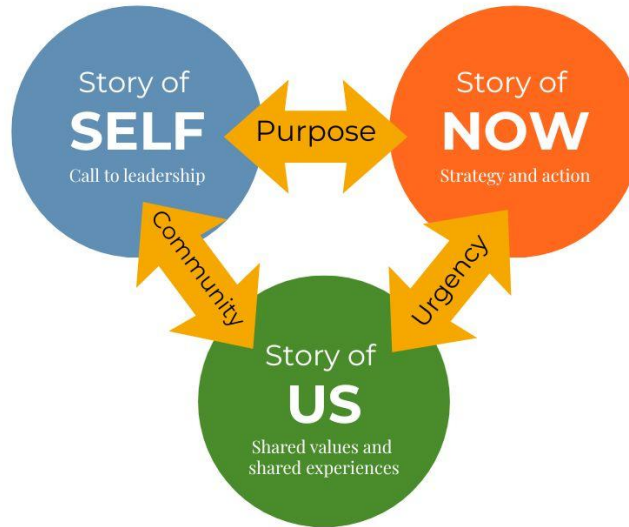 Story of
SELF
Call to leadership
Purpose
Story of
NOW
Strategy and action
Community
Urgency
Story of
US
Shared values and
shared experiences